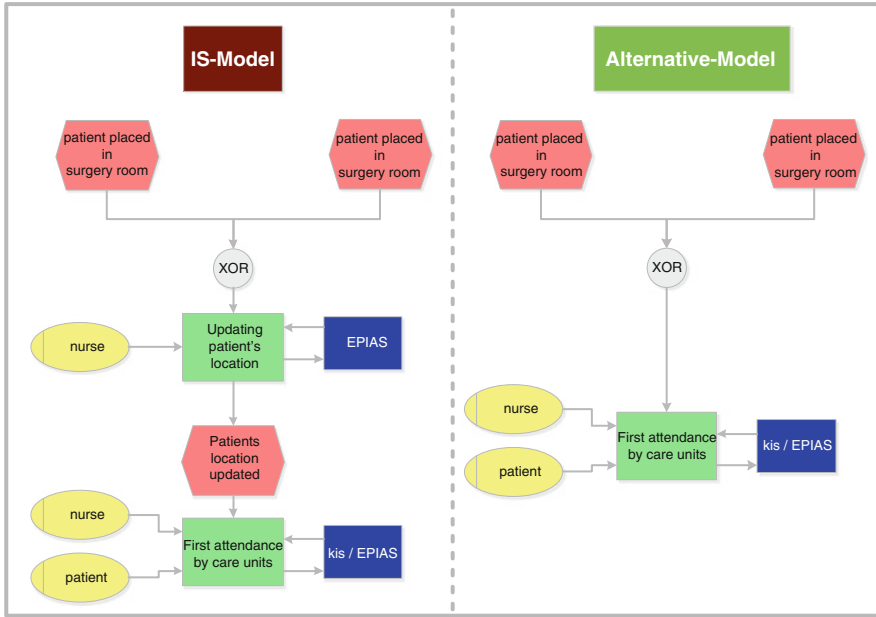 IS-Model
patient placed
in
surgery room
patient placed
in
surgery room
XOR
nurse
Updating
patient's
location
EPIAS
Patients
location
updated
nurse
patient
First attendance
by care units
kis / EPIAS
Alternative-Model
patient placed
in
surgery room
patient placed
in
surgery room
XOR
nurse
patient
First attendance
by care units
kis / EPIAS